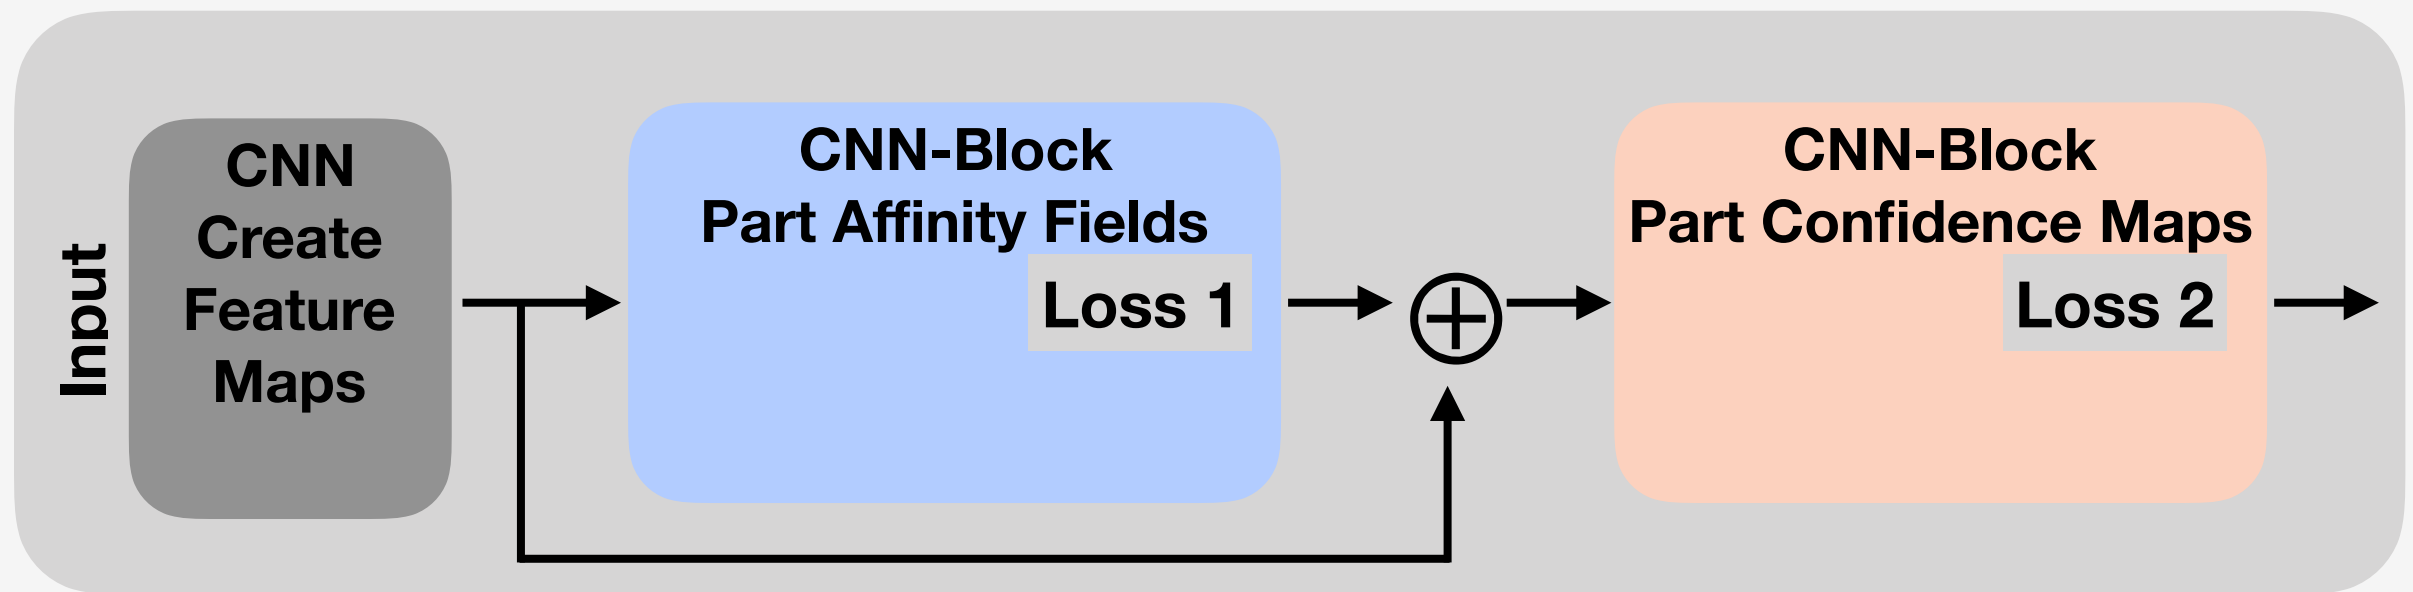 Input
CNN
Create
Feature
Maps
CNN-Block
Part Affinity Fields
Loss 1
CNN-Block
Part Confidence Maps
Loss 2